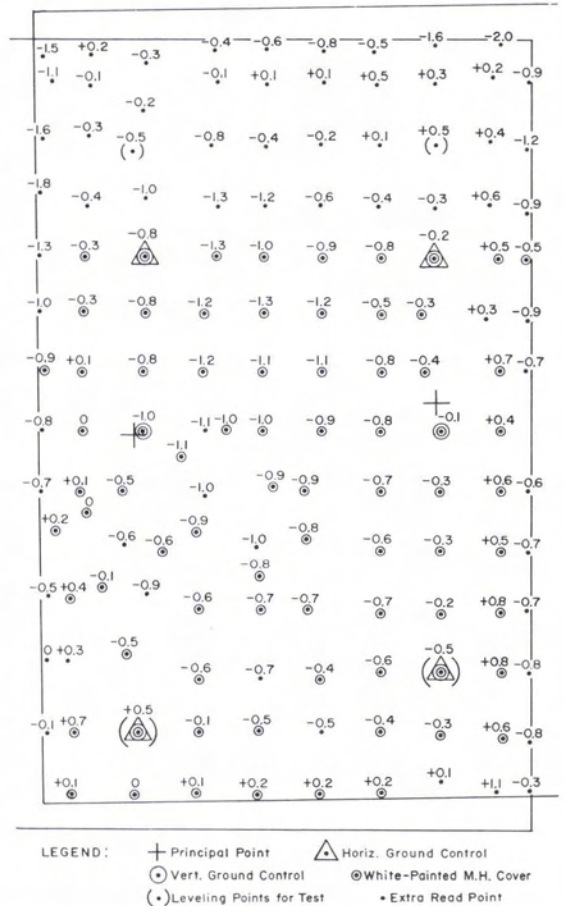 -1.5 +0.2 -0.3 -0.4 -0.6 -0.8 -0.5 -1.6 -2.0
-1.1 -0.1 -0.1 +0.1 +0.1 +0.5 +0.3 +0.2 -0.9
-0.2
-1.6 -0.3 -0.5 -0.8 -0.4 -0.2 +0.1 +0.5 +0.4 -1.2
-1.8 -0.4 -1.0 -1.3 -1.2 -0.6 -0.4 -0.3 +0.6 -0.9
-0.8 -0.2
-1.3 -0.3 -1.3 -1.0 -0.9 -0.8 +0.5 -0.5
-1.0 -0.3 -0.8 -1.2 -1.3 -1.2 -0.5 -0.3 +0.3 -0.9
-0.9 +0.1 -0.8 -1.2 -1.1 -1.1 -0.8 -0.4 +0.7 -0.7
-0.8 0 -1.0 -1.1 -1.0 -1.0 -0.9 -0.8 -0.1 +0.4
-1.1
-0.7 +0.1 -0.5 -1.0 -0.9 -0.9 -0.7 -0.3 +0.6 -0.6
0
+0.2 -0.9
-0.6 -0.6 -1.0 -0.8 -0.6 -0.3 +0.5 -0.7
-0.8
-0.5 +0.4 -0.1 -0.9 -0.6 -0.7 -0.7 -0.7 -0.2 +0.8 -0.7
0 +0.3 -0.5 -0.5
-0.6 -0.7 -0.4 -0.6 +0.8 -0.8
+0.5
-0.1 +0.7 -0.1 -0.5 -0.5 -0.4 -0.3 +0.6 -0.8
+0.1 0 +0.1 +0.2 +0.2 +0.2 +0.1 +1.1 -0.3
LEGEND: Principal Point Horiz. Ground Control
Vert. Ground Control White-Painted M.H. Cover
Leveling Points for Test Extra Read Point